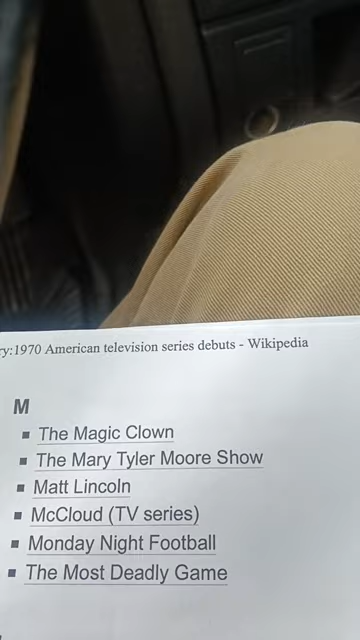 ry:1970 American television series debuts - Wikipedia
M
▪ The Magic Clown
▪ The Mary Tyler Moore Show
▪ Matt Lincoln
▪ McCloud (TV series)
▪ Monday Night Football
▪ The Most Deadly Game